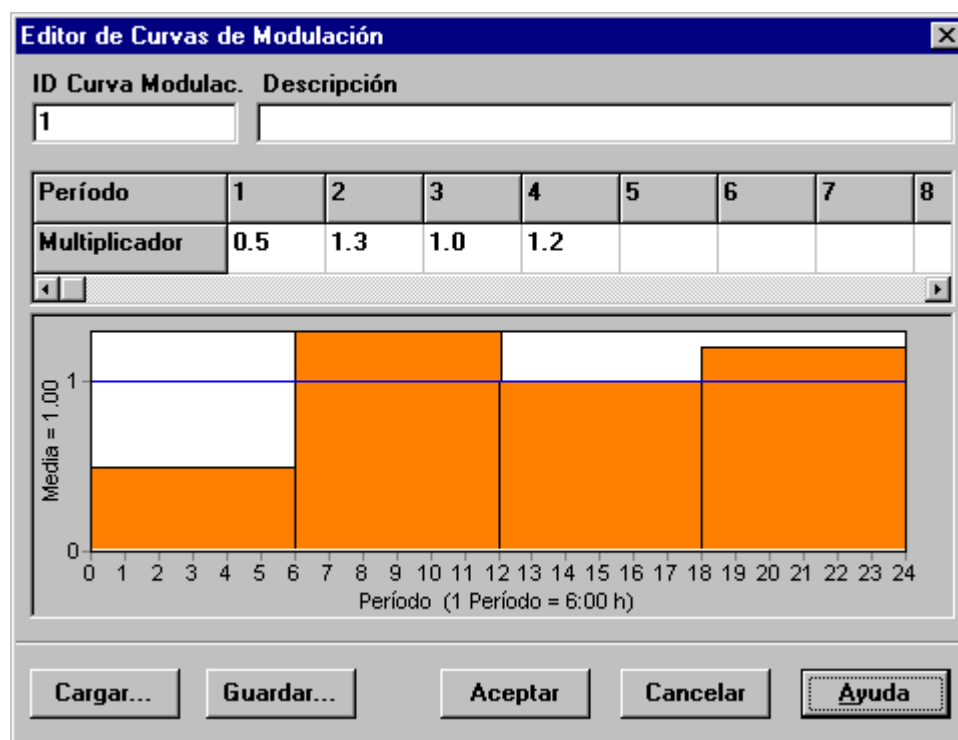 Editor de Curvas de Modulación
ID Curva Modulac. Descripción
1
Período 1 2 3 4 5 6 7 8
Multiplicador 0.5 1.3 1.0 1.2
Media = 1.00
1
0
0 1 2 3 4 5 6 7 8 9 10 11 12 13 14 15 16 17 18 19 20 21 22 23 24
Período (1 Período = 6:00 h)
Cargar... Guardar... Aceptar Cancelar Ayuda